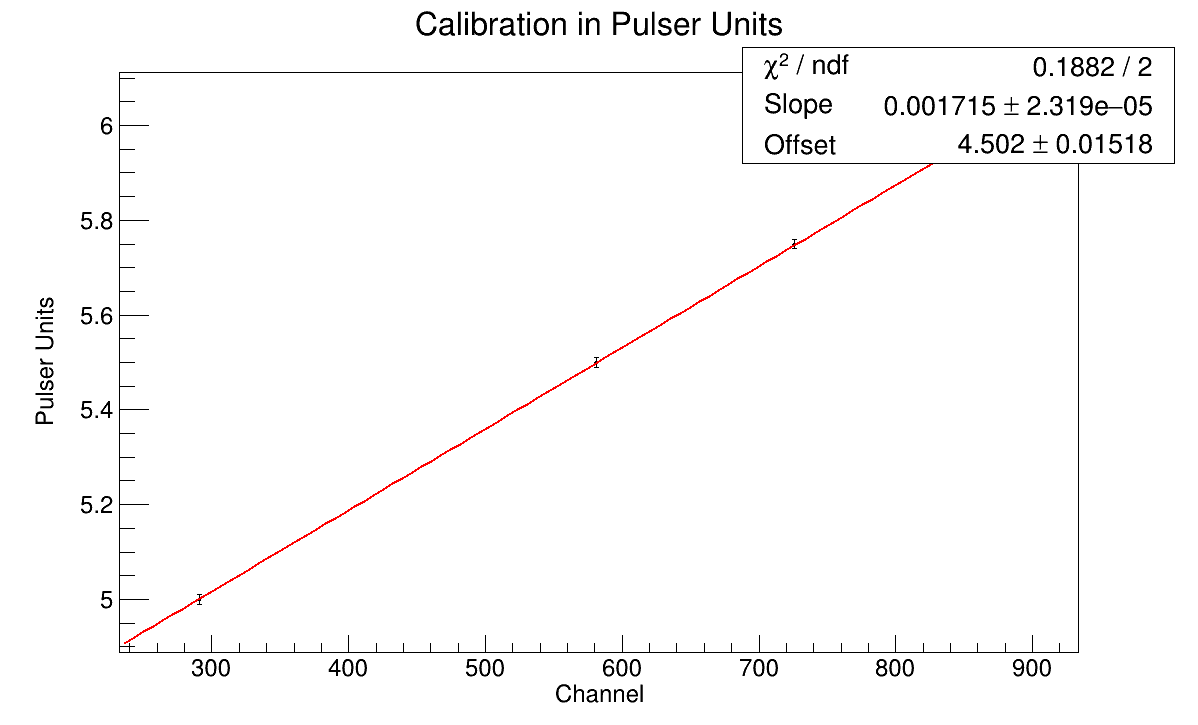 Calibration in Pulser Units
χ² / ndf 0.1882 / 2
Slope 0.001715 ± 2.319e−05
Offset 4.502 ± 0.01518
6
5.8
5.6
5.4
5.2
5
Pulser Units
300 400 500 600 700 800 900
Channel